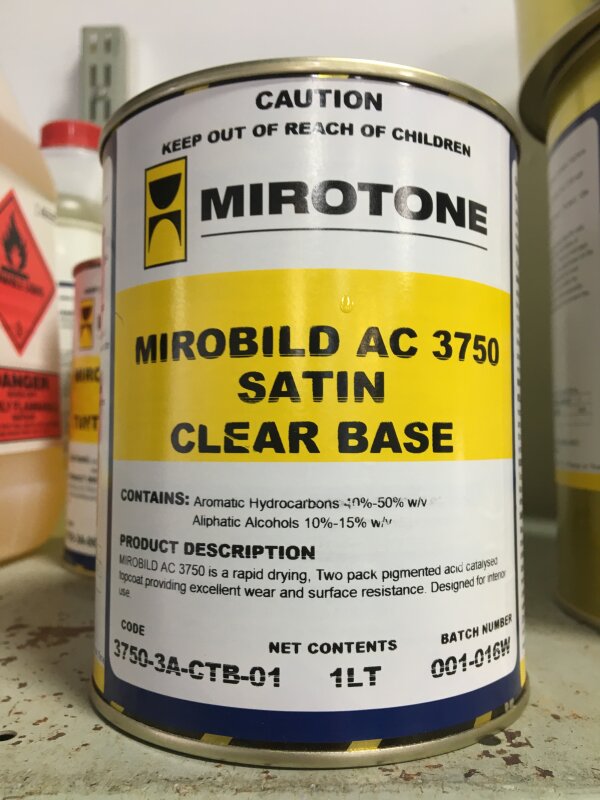 CAUTION
KEEP OUT OF REACH OF CHILDREN
MIROTONE
MIROBILD AC 3750
SATIN
CLEAR BASE
CONTAINS: Aromatic Hydrocarbons 40%-50% w/v
Aliphatic Alcohols 10%-15% w/v
PRODUCT DESCRIPTION
MIROBILD AC 3750 is a rapid drying, Two pack pigmented acid catalysed
topcoat providing excellent wear and surface resistance. Designed for interior
use.
CODE
NET CONTENTS
BATCH NUMBER
3750-3A-CTB-01
1LT
001-016W
DANGER